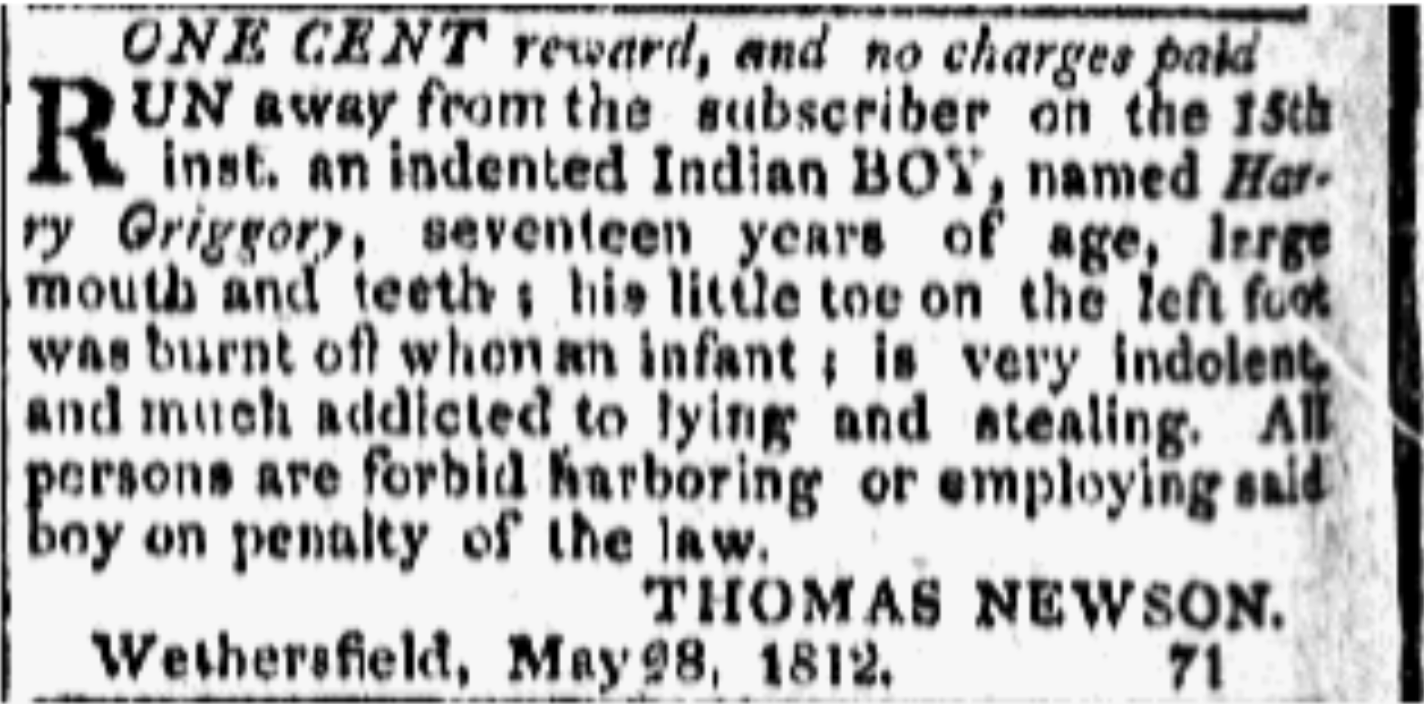 ONE CENT reward, and no charges paid
RUN away from the subscriber on the 15th
inst. an indented Indian BOY, named Har-
ry Griggory, seventeen years of age, large
mouth and teeth; his little toe on the left foot
was burnt off when an infant; is very indolent,
and much addicted to lying and stealing. All
persons are forbid harboring or employing said
boy on penalty of the law.
THOMAS NEWSON.
Wethersfield, May 28, 1812. 71